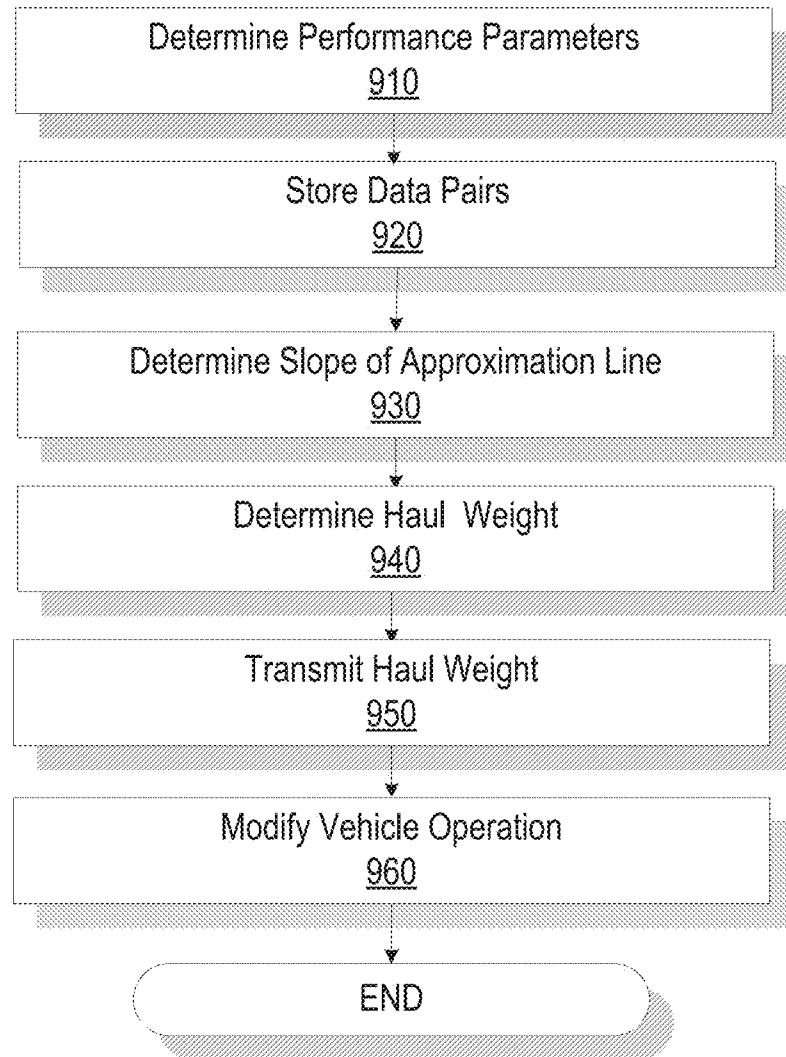 Determine Performance Parameters
910
Store Data Pairs
920
Determine Slope of Approximation Line
930
Determine Haul Weight
940
Transmit Haul Weight
950
Modify Vehicle Operation
960
END